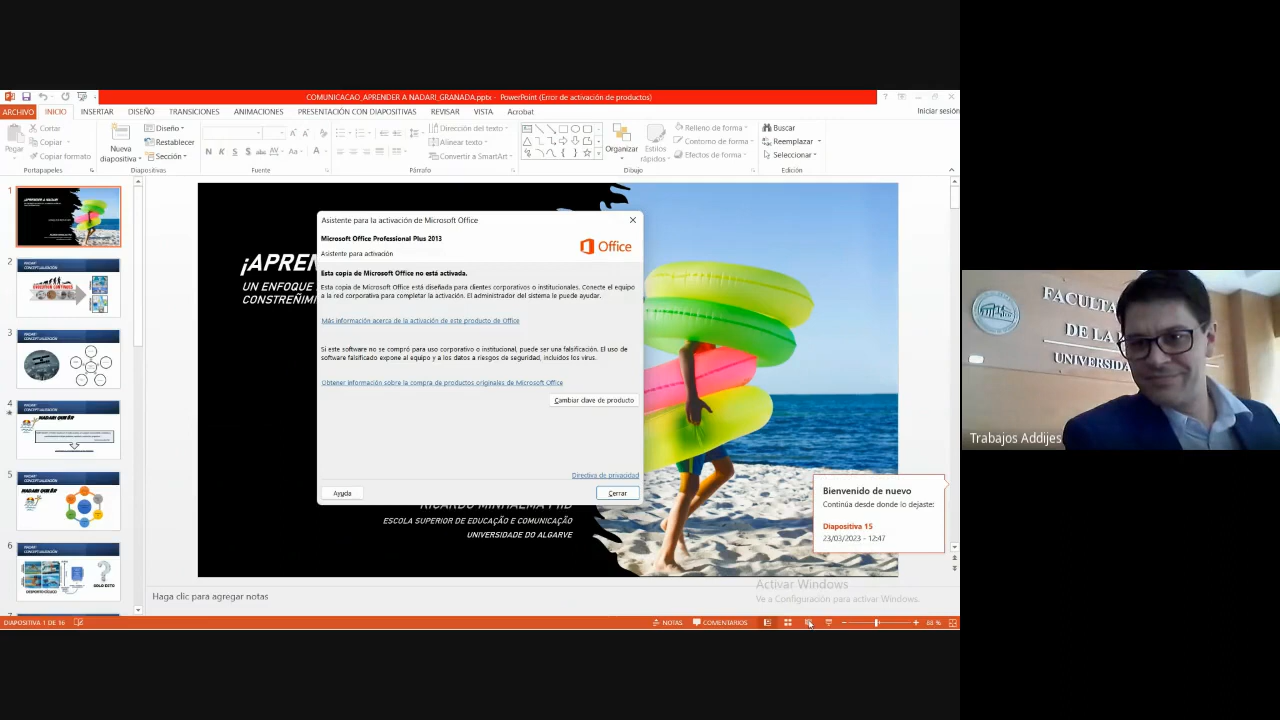 COMUNICACAO_APRENDER A NADAR!_GRANADA.pptx - PowerPoint (Error de activación de productos)
ARCHIVO INICIO INSERTAR DISEÑO TRANSICIONES ANIMACIONES PRESENTACIÓN CON DIAPOSITIVAS REVISAR VISTA Acrobat Iniciar sesión
Pegar
Cortar
Copiar
Copiar formato
Portapapeles
Nueva
diapositiva
Diseño
Restablecer
Sección
Diapositivas
N K S S abc AV Aa A
Fuente
Dirección del texto
Alinear texto
Convertir a SmartArt
Párrafo
Organizar
Estilos
rápidos
Relleno de forma
Contorno de forma
Efectos de forma
Dibujo
Buscar
Reemplazar
Seleccionar
Edición
1
2
3
4
5
6
¡APREN
UN ENFOQUE
CONSTREÑIMI
Asistente para la activación de Microsoft Office
Microsoft Office Professional Plus 2013
Asistente para activación
Office
Esta copia de Microsoft Office no está activada.
Esta copia de Microsoft Office está diseñada para clientes corporativos o institucionales. Conecte el equipo
a la red corporativa para completar la activación. El administrador del sistema le puede ayudar.
Más información acerca de la activación de este producto de Office
Si este software no se compró para uso corporativo o institucional, puede ser una falsificación. El uso de
software falsificado expone al equipo y a los datos a riesgos de seguridad, incluidos los virus.
Obtener información sobre la compra de productos originales de Microsoft Office
Cambiar clave de producto
Directiva de privacidad
Ayuda
Cerrar
ESCOLA SUPERIOR DE EDUCAÇÃO E COMUNICAÇÃO
UNIVERSIDADE DO ALGARVE
Bienvenido de nuevo
Continúa desde donde lo dejaste:
Diapositiva 15
23/03/2023 - 12:47
Activar Windows
Ve a Configuración para activar Windows.
Haga clic para agregar notas
DIAPOSITIVA 1 DE 16
NOTAS
COMENTARIOS
88 %
FACULTA
DE LA
UNIVERSIDA
Trabajos Addijes